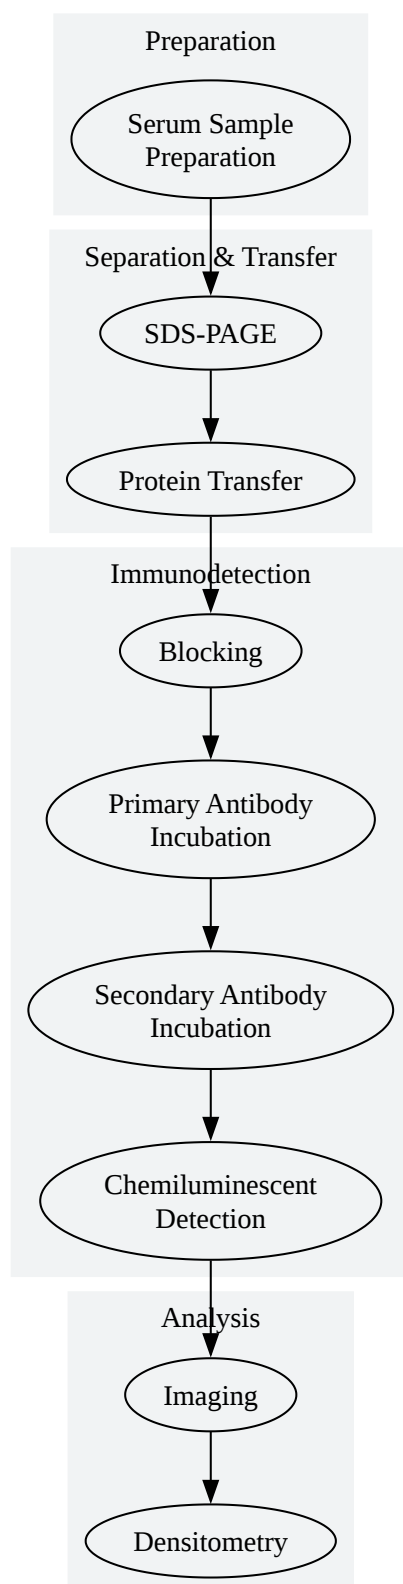 Preparation
Serum Sample
Preparation
Separation & Transfer
SDS-PAGE
Protein Transfer
Immunodetection
Blocking
Primary Antibody
Incubation
Secondary Antibody
Incubation
Chemiluminescent
Detection
Analysis
Imaging
Densitometry